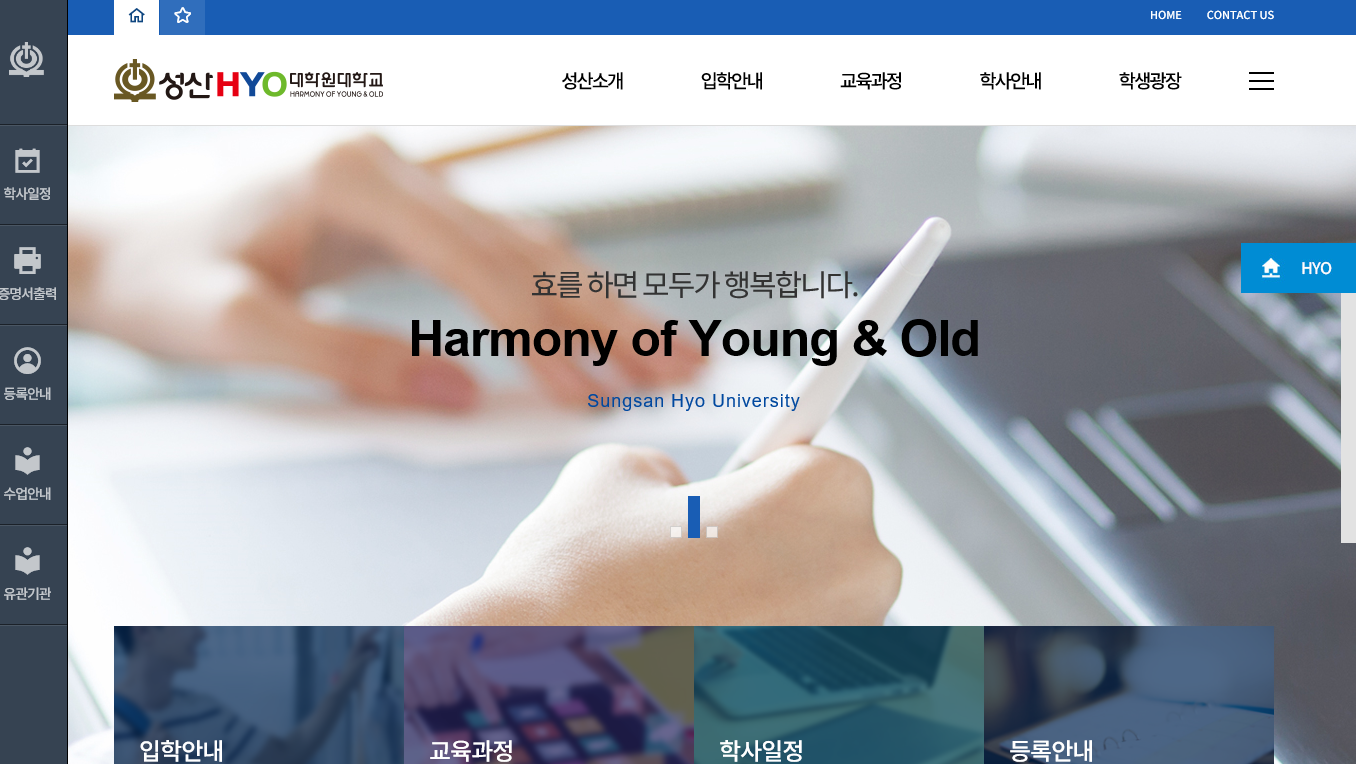 HOME CONTACT US
성산HYO대학원대학교
HARMONY OF YOUNG & OLD
성산소개 입학안내 교육과정 학사안내 학생광장
학사일정
증명서출력
등록안내
수업안내
유관기관
HYO
효를 하면 모두가 행복합니다.
Harmony of Young & Old
Sungsan Hyo University
입학안내 교육과정 학사일정 등록안내